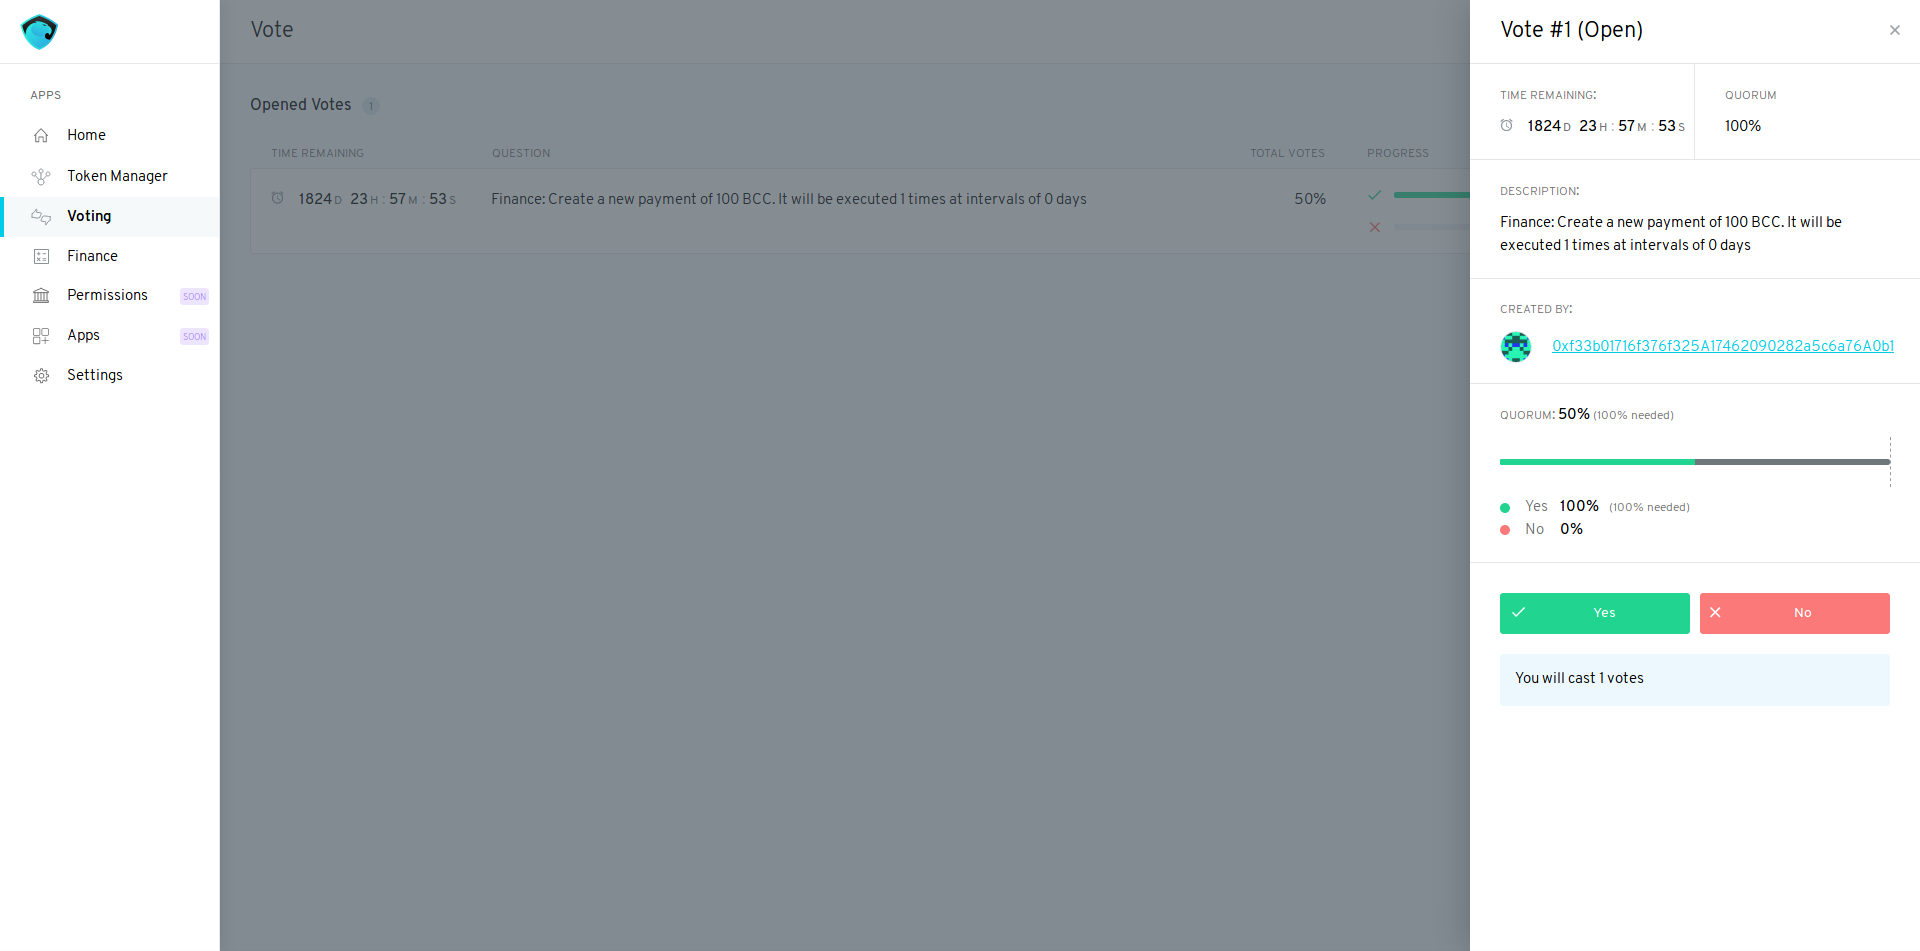 APPS
Home
Token Manager
Voting
Finance
Permissions SOON
Apps SOON
Settings
Vote
Opened Votes 1
TIME REMAINING QUESTION TOTAL VOTES PROGRESS
1824 D 23 H : 57 M : 53 S Finance: Create a new payment of 100 BCC. It will be executed 1 times at intervals of 0 days 50%
Vote #1 (Open)
TIME REMAINING: QUORUM
1824 D 23 H : 57 M : 53 S 100%
DESCRIPTION:
Finance: Create a new payment of 100 BCC. It will be
executed 1 times at intervals of 0 days
CREATED BY:
0xf33b01716f376f325A17462090282a5c6a76A0b1
QUORUM: 50% (100% needed)
Yes 100% (100% needed)
No 0%
Yes No
You will cast 1 votes